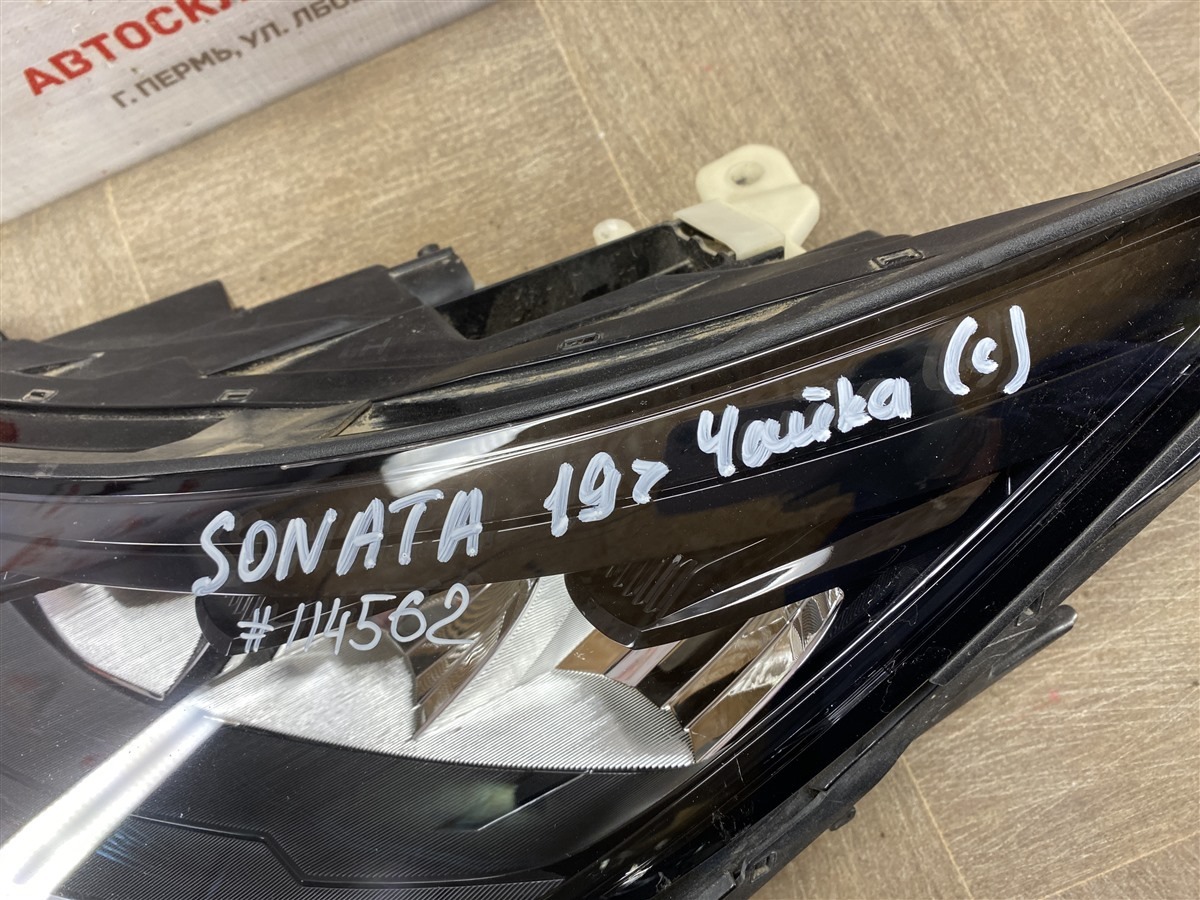 АВТОСКЛ
Г. ПЕРМЬ, УЛ. ЛБО
SONATA 19г Чайка (с)
#114562